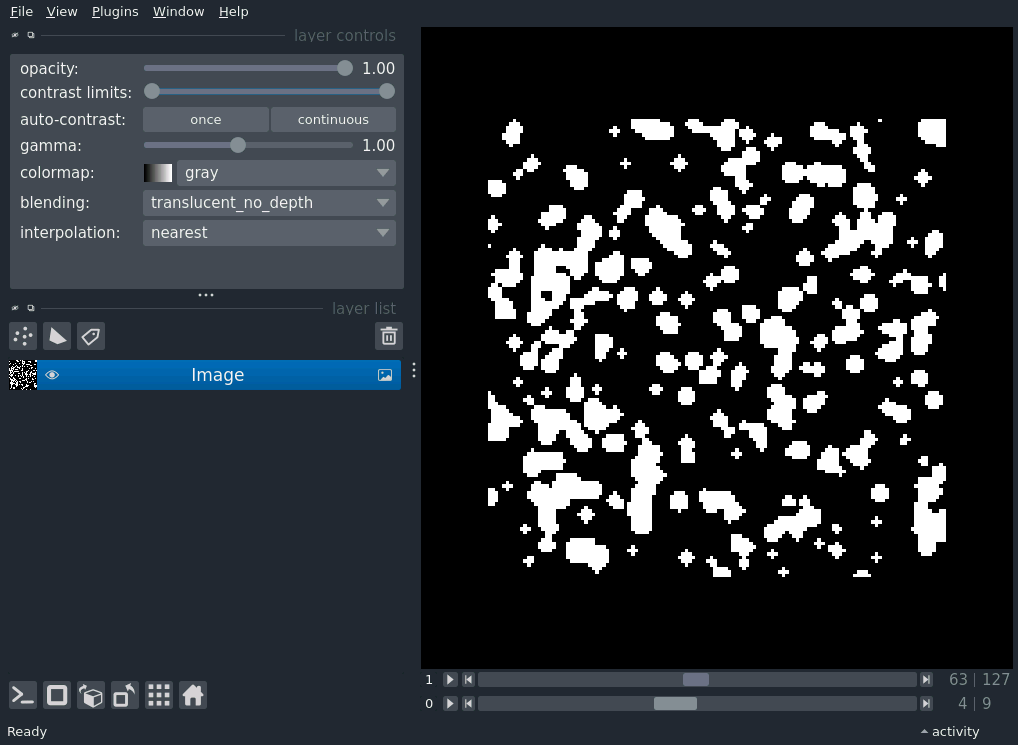 File View Plugins Window Help
layer controls
opacity: 1.00
contrast limits:
auto-contrast: once continuous
gamma: 1.00
colormap: gray
blending: translucent_no_depth
interpolation: nearest
layer list
Image
1 63 | 127
0 4 | 9
Ready activity